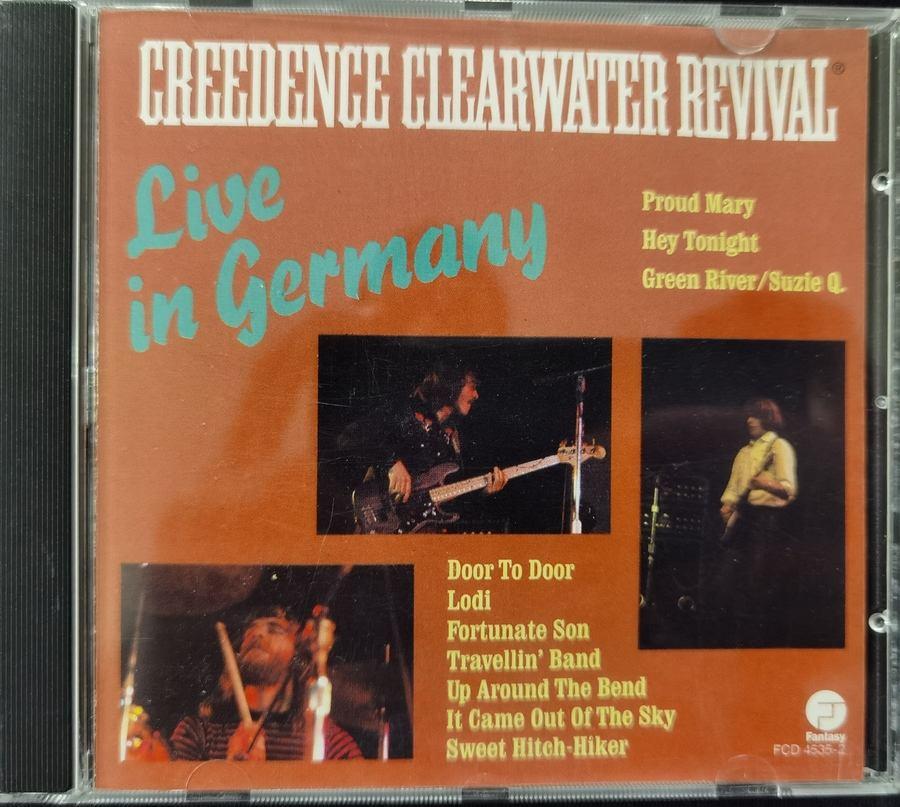 CREEDENCE CLEARWATER REVIVAL®
Live
in Germany
Proud Mary
Hey Tonight
Green River/Suzie Q.
Door To Door
Lodi
Fortunate Son
Travellin' Band
Up Around The Bend
It Came Out Of The Sky
Sweet Hitch-Hiker
Fantasy
FCD 4535-2